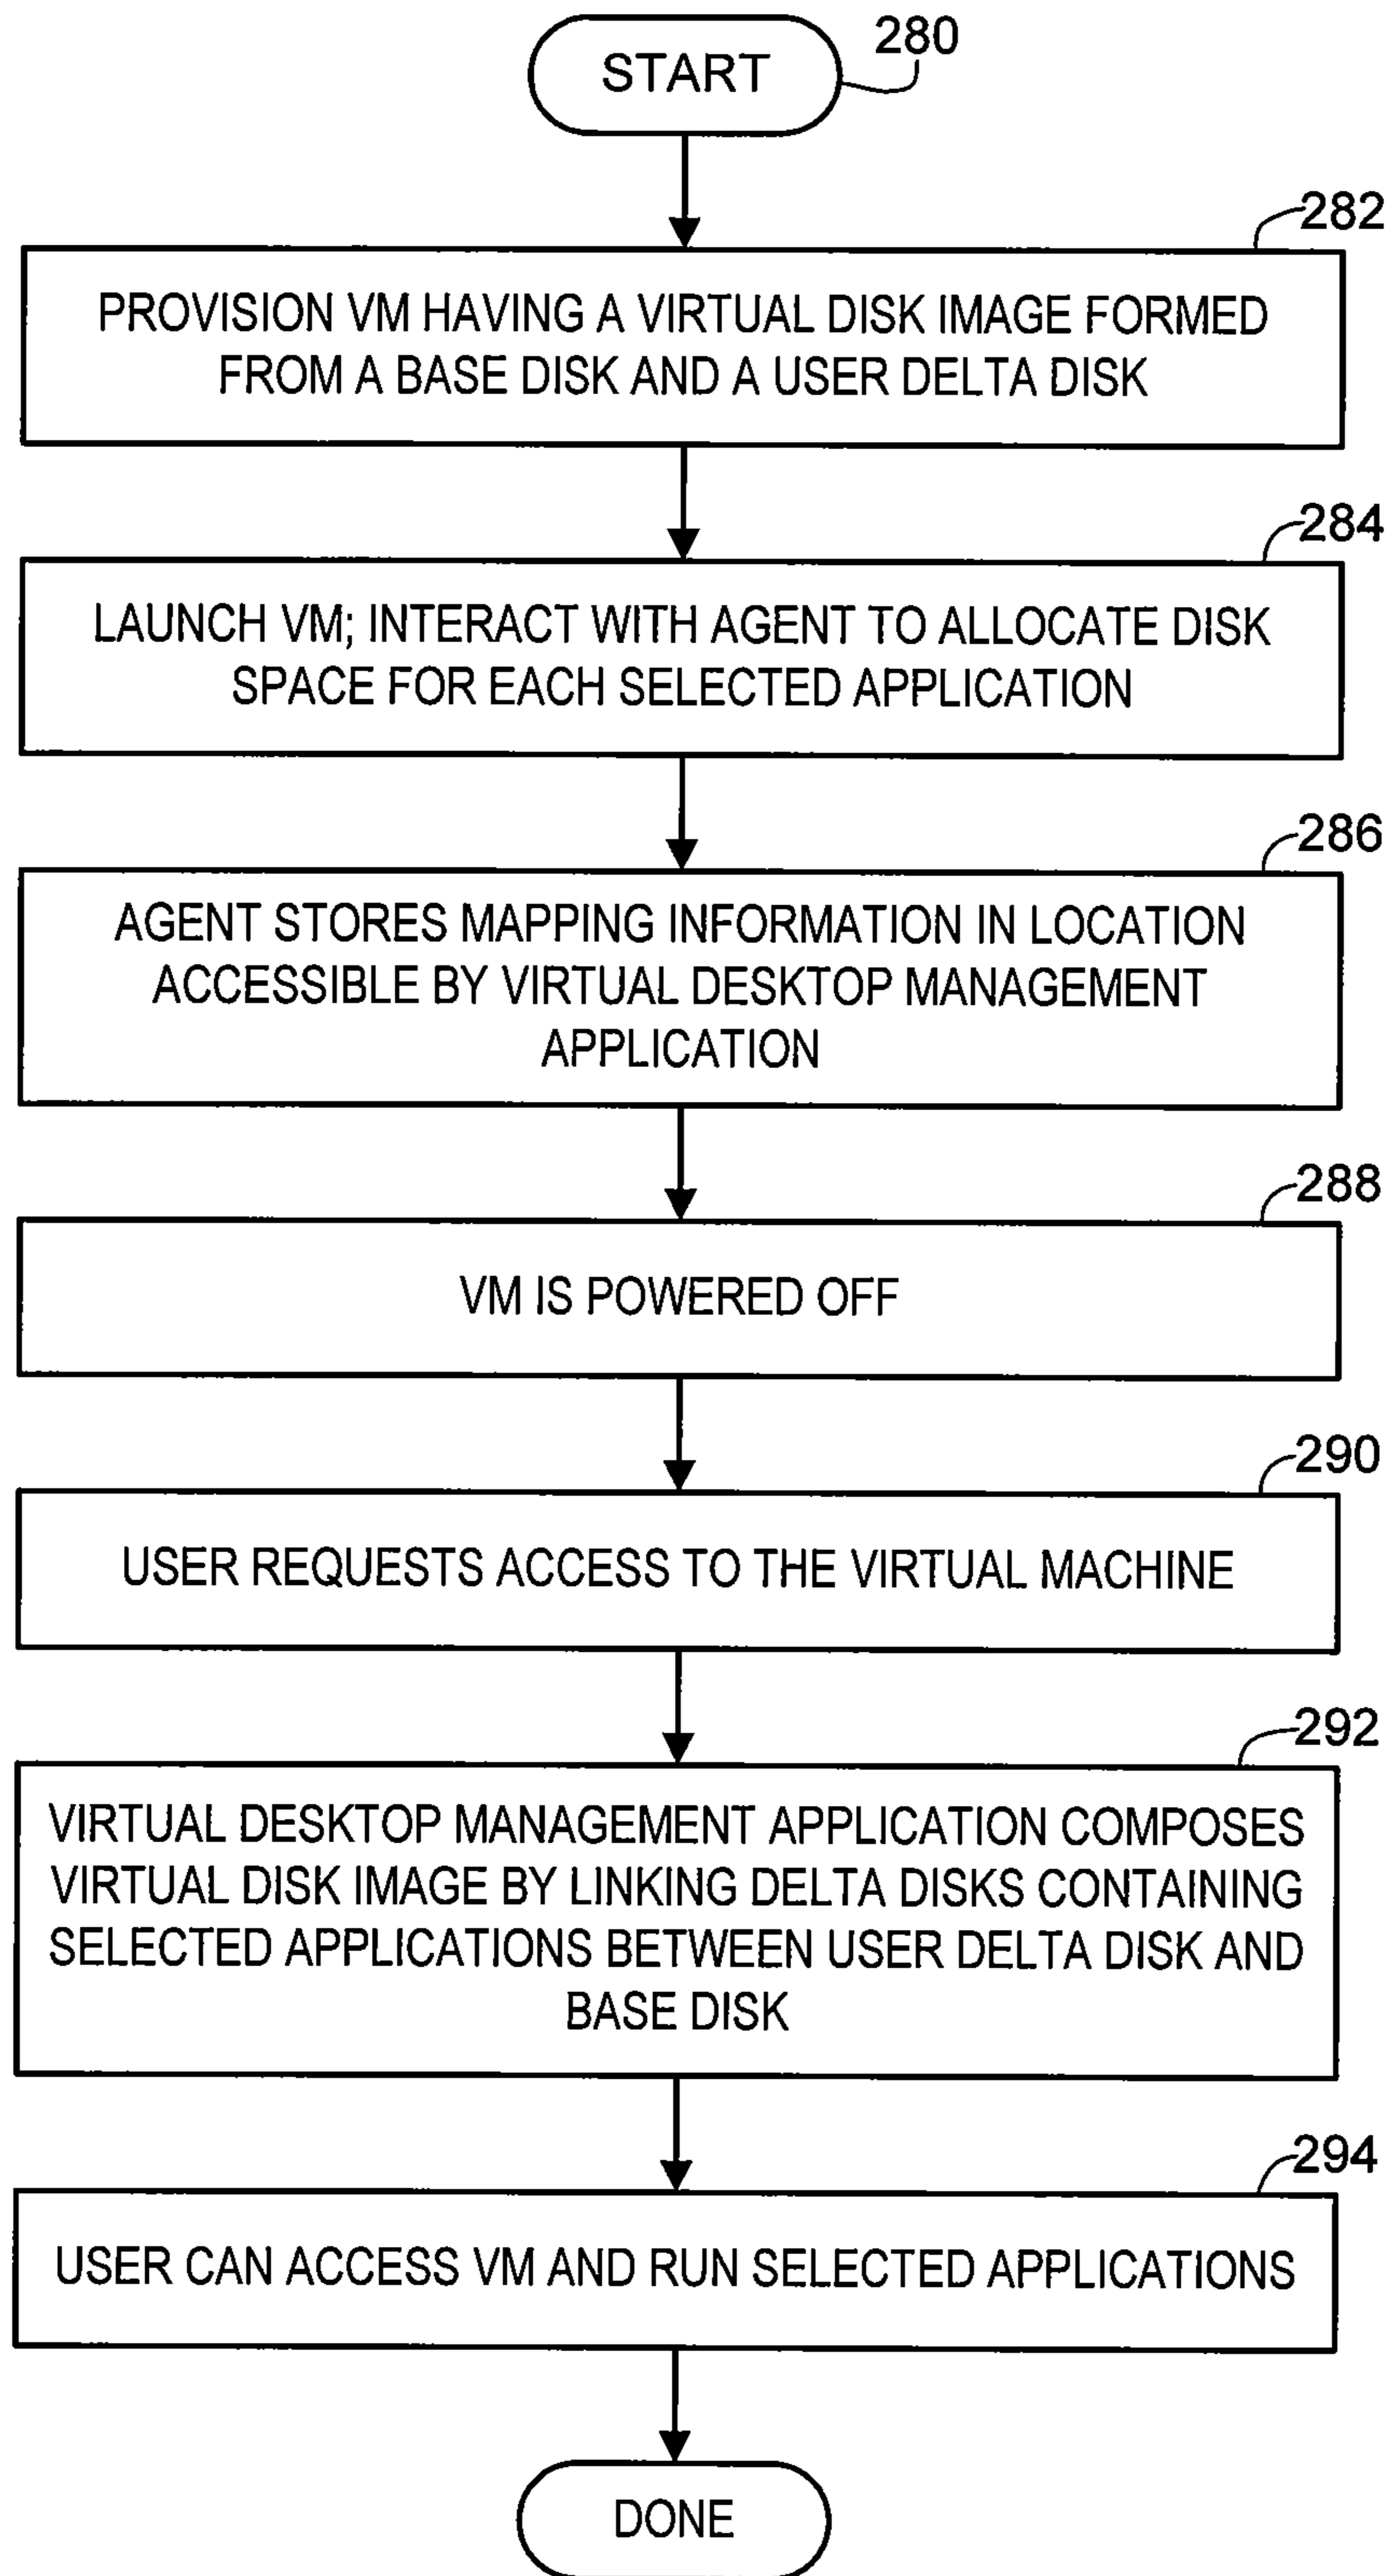 START
280
282
PROVISION VM HAVING A VIRTUAL DISK IMAGE FORMED
FROM A BASE DISK AND A USER DELTA DISK
284
LAUNCH VM; INTERACT WITH AGENT TO ALLOCATE DISK
SPACE FOR EACH SELECTED APPLICATION
286
AGENT STORES MAPPING INFORMATION IN LOCATION
ACCESSIBLE BY VIRTUAL DESKTOP MANAGEMENT
APPLICATION
288
VM IS POWERED OFF
290
USER REQUESTS ACCESS TO THE VIRTUAL MACHINE
292
VIRTUAL DESKTOP MANAGEMENT APPLICATION COMPOSES
VIRTUAL DISK IMAGE BY LINKING DELTA DISKS CONTAINING
SELECTED APPLICATIONS BETWEEN USER DELTA DISK AND
BASE DISK
294
USER CAN ACCESS VM AND RUN SELECTED APPLICATIONS
DONE